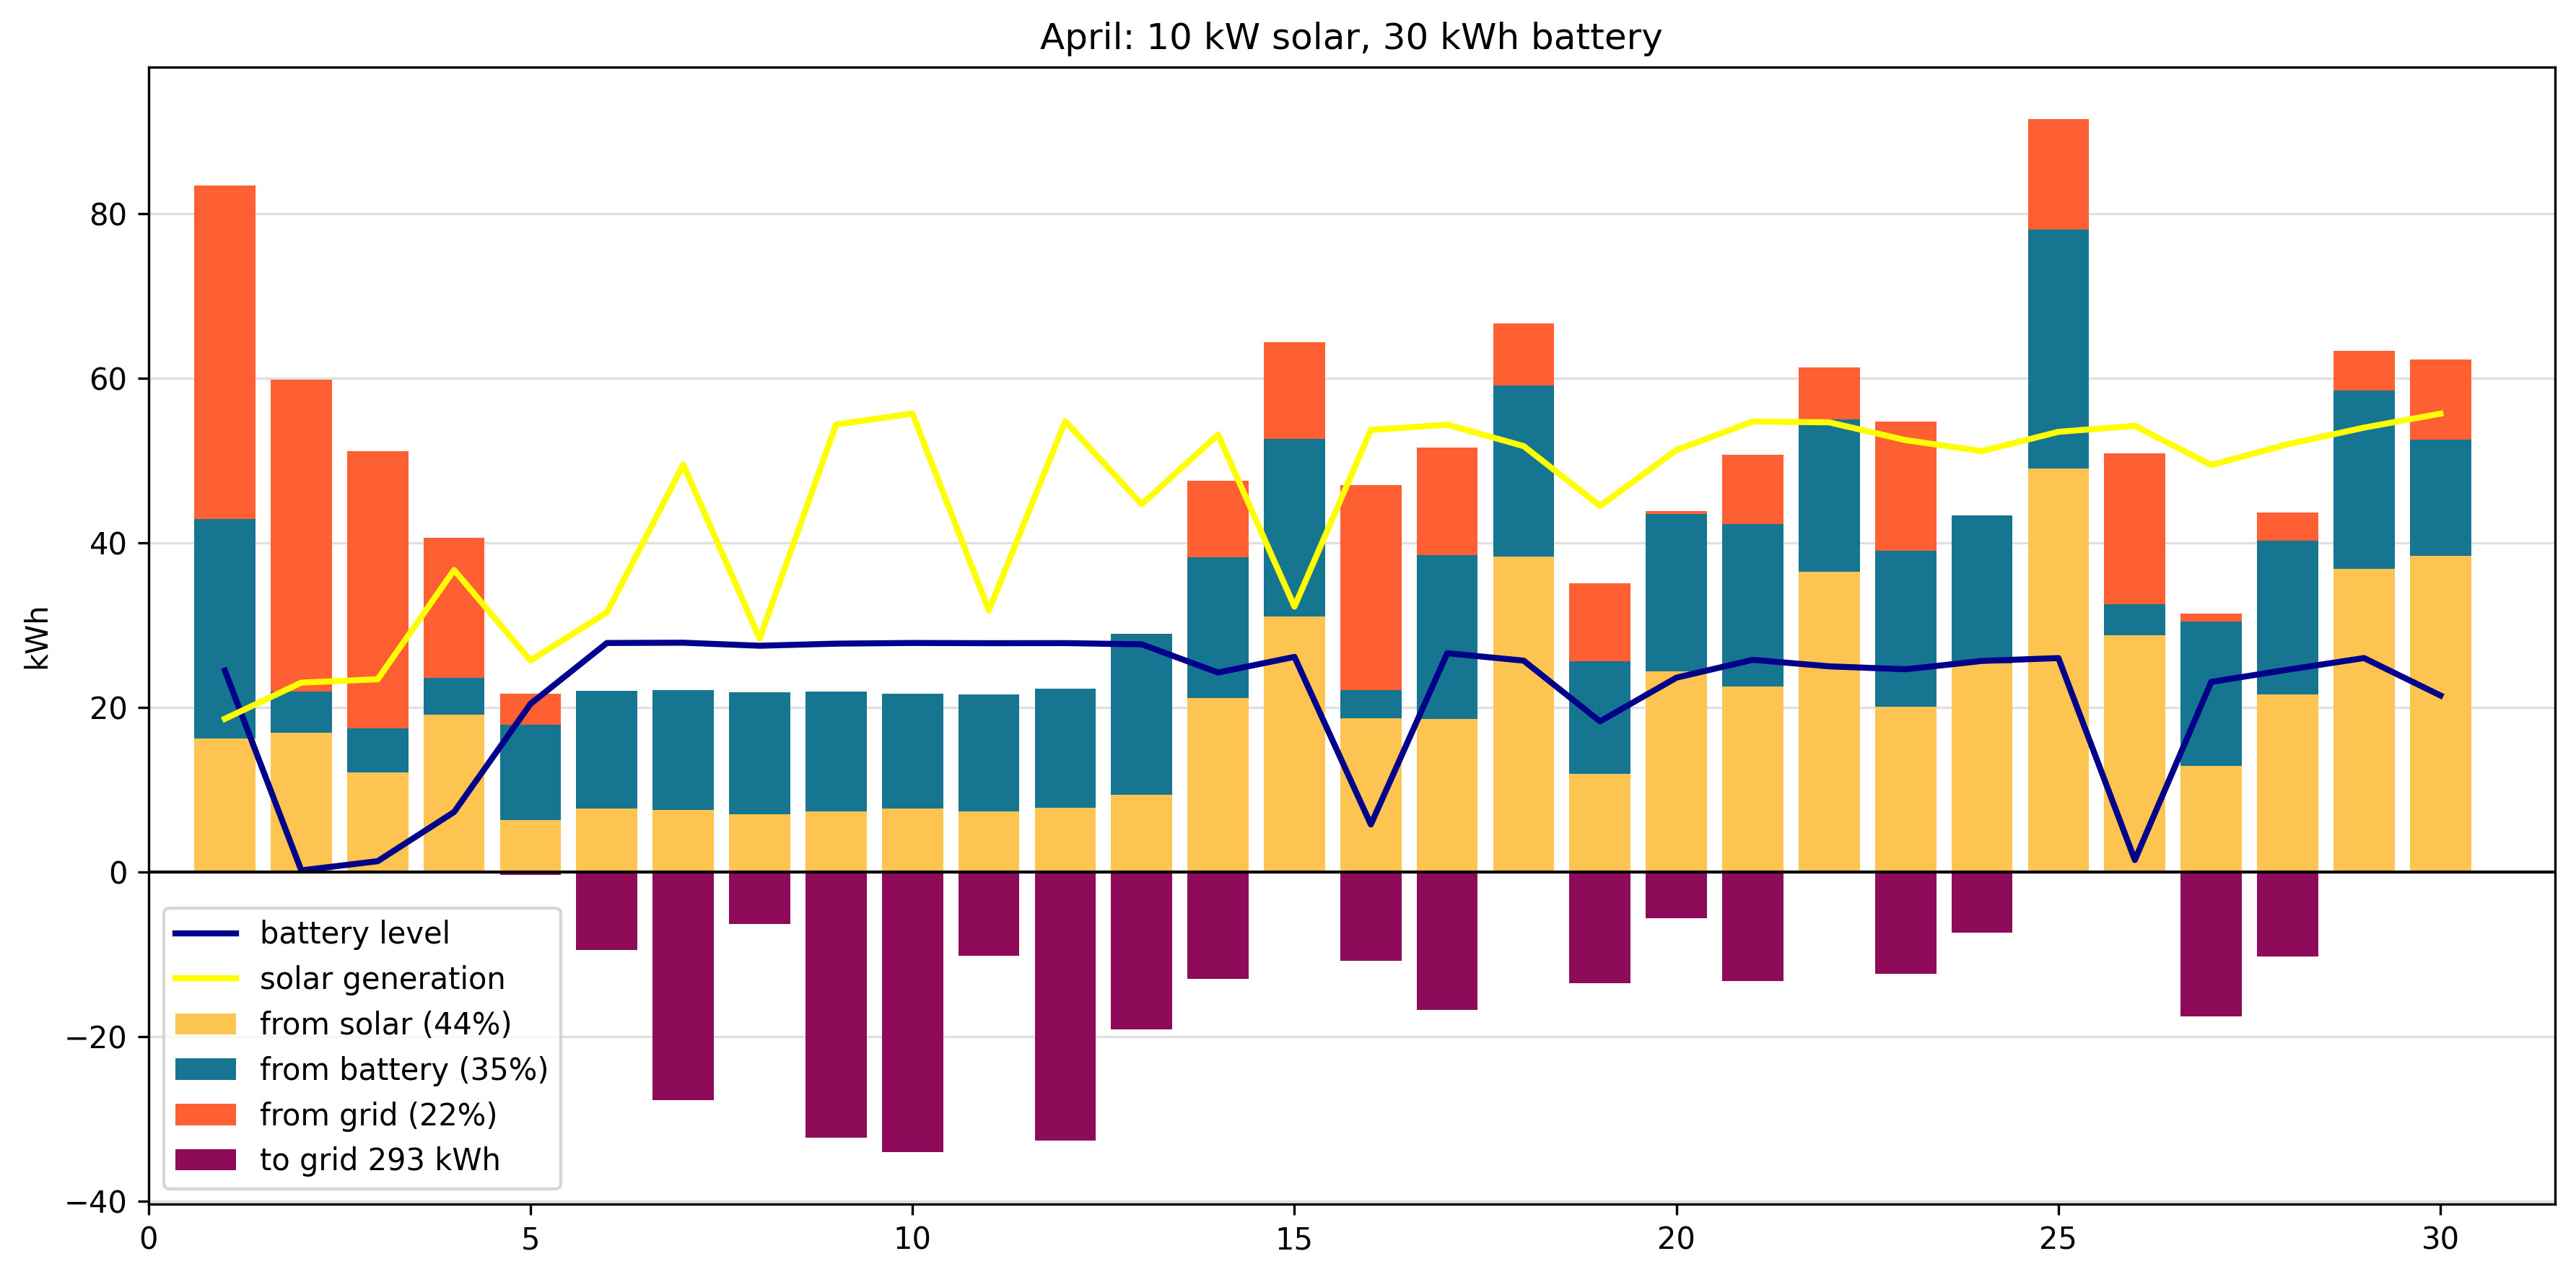 April: 10 kW solar, 30 kWh battery
kWh
80
60
40
20
0
−20
−40
battery level
solar generation
from solar (44%)
from battery (35%)
from grid (22%)
to grid 293 kWh
0 5 10 15 20 25 30